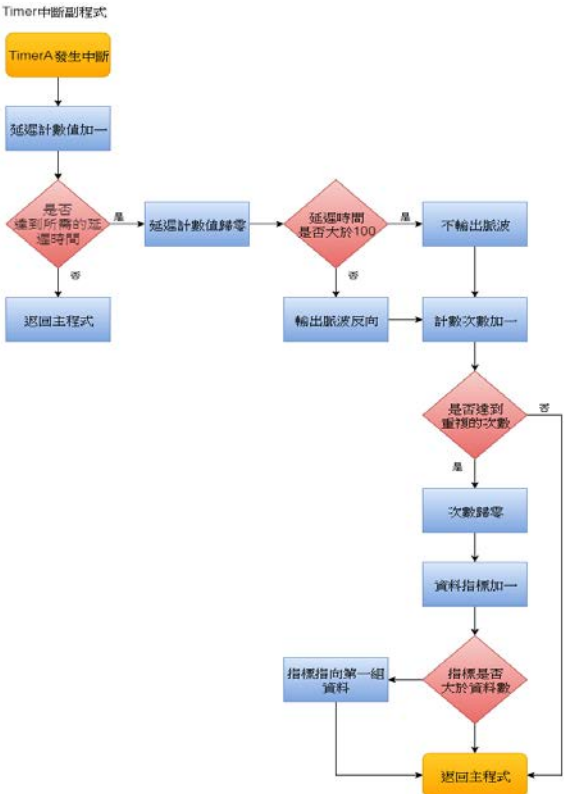 Timer中斷副程式
TimerA發生中斷
延遲計數值加一
是否
達到所需的延
遲時間
是
延遲計數值歸零
延遲時間
是否大於100
是
不輸出脈波
否
否
返回主程式
輸出脈波反向
計數次數加一
是否達到
重複的次數
否
是
次數歸零
資料指標加一
指標指向第一組
資料
指標是否
大於資料數
返回主程式